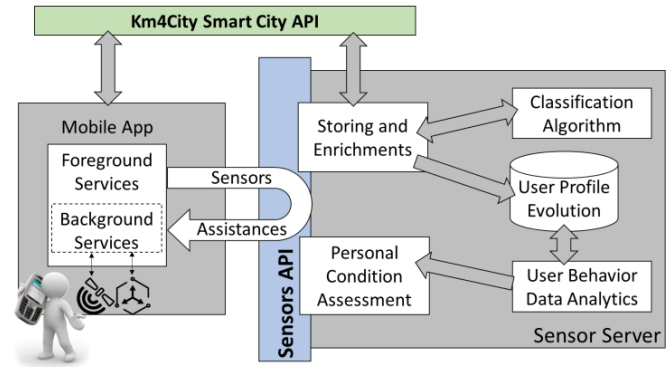 Km4City Smart City API
Mobile App
Foreground
Services
Background
Services
Sensors
Assistances
Sensors API
Storing and
Enrichments
Classification
Algorithm
User Profile
Evolution
Personal
Condition
Assessment
User Behavior
Data Analytics
Sensor Server